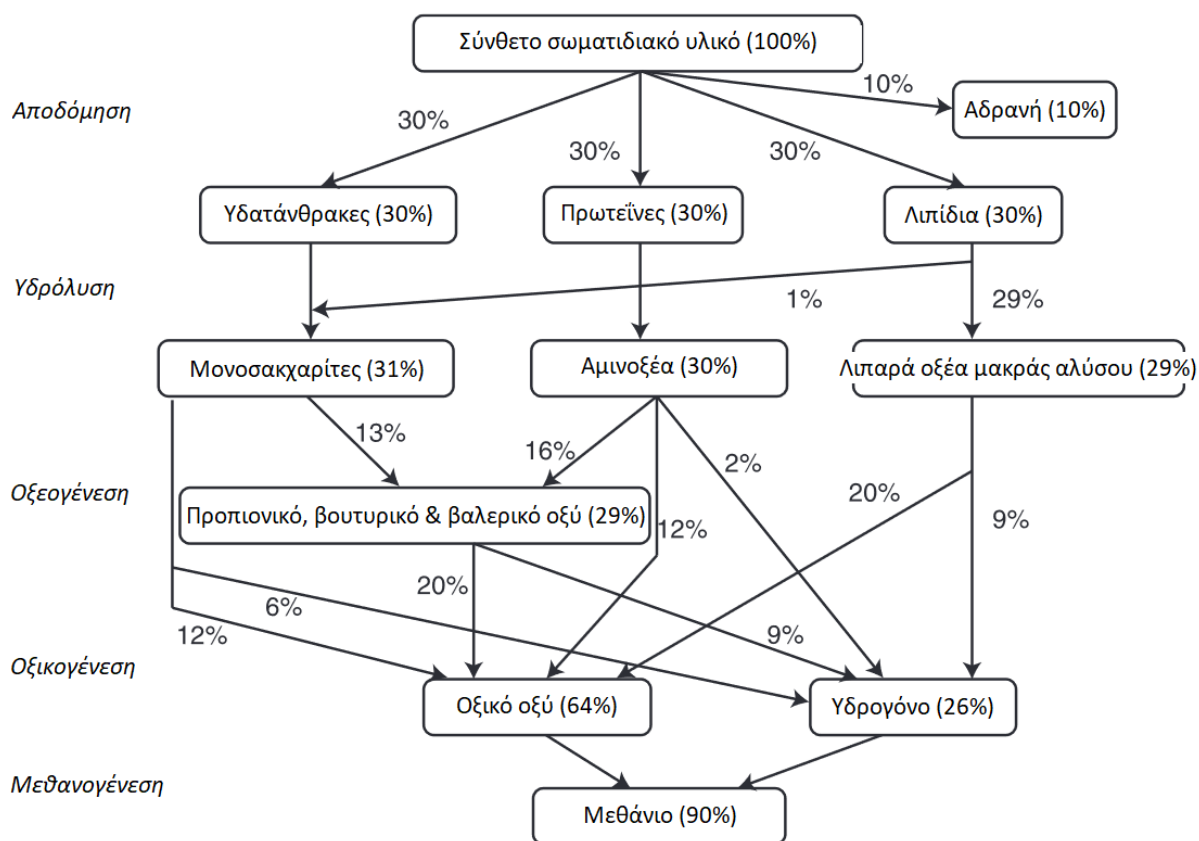 Σύνθετο σωματιδιακό υλικό (100%)
10%
Αποδόμηση
Αδρανή (10%)
30%
30%
30%
Υδατάνθρακες (30%)
Πρωτεΐνες (30%)
Λιπίδια (30%)
Υδρόλυση
1%
29%
Μονοσακχαρίτες (31%)
Αμινοξέα (30%)
Λιπαρά οξέα μακράς αλύσου (29%)
13%
16%
2%
Οξεογένεση
20%
9%
Προπιονικό, βουτυρικό & βαλερικό οξύ (29%)
12%
20%
6%
12%
9%
Οξικογένεση
Οξικό οξύ (64%)
Υδρογόνο (26%)
Μεθανογένεση
Μεθάνιο (90%)